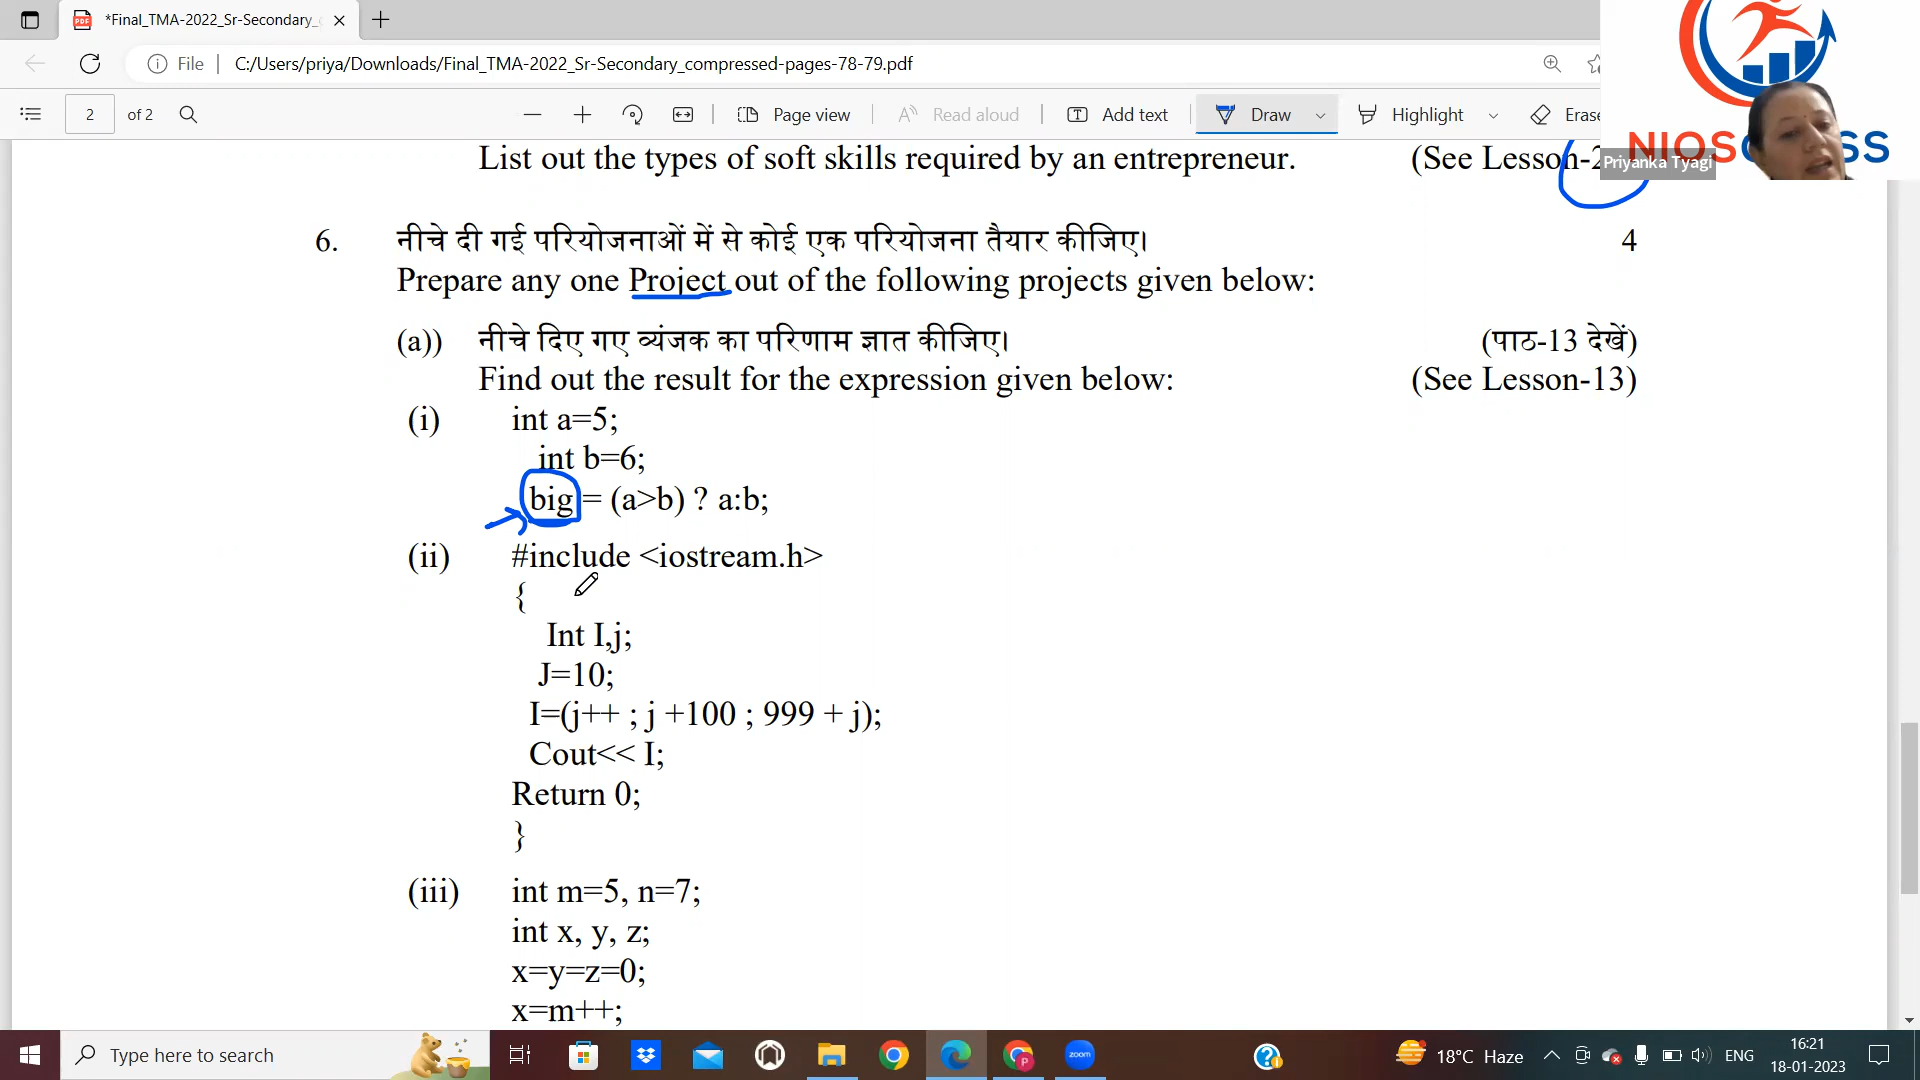 *Final_TMA-2022_Sr-Secondary_c
File
C:/Users/priya/Downloads/Final_TMA-2022_Sr-Secondary_compressed-pages-78-79.pdf
2 of 2
Page view
Read aloud
Add text
Draw
Highlight
Erase
NIOS SS
Priyanka Tyagi
List out the types of soft skills required by an entrepreneur. (See Lesson-2
6. नीचे दी गई परियोजनाओं में से कोई एक परियोजना तैयार कीजिए। 4
Prepare any one Project out of the following projects given below:
(a)) नीचे दिए गए व्यंजक का परिणाम ज्ञात कीजिए। (पाठ-13 देखें)
Find out the result for the expression given below: (See Lesson-13)
(i) int a=5;
int b=6;
big = (a>b) ? a:b;
(ii) #include <iostream.h>
{
Int I,j;
J=10;
I=(j++ ; j +100 ; 999 + j);
Cout<< I;
Return 0;
}
(iii) int m=5, n=7;
int x, y, z;
x=y=z=0;
x=m++;
Type here to search
zoom
18°C Haze
ENG
16:21
18-01-2023